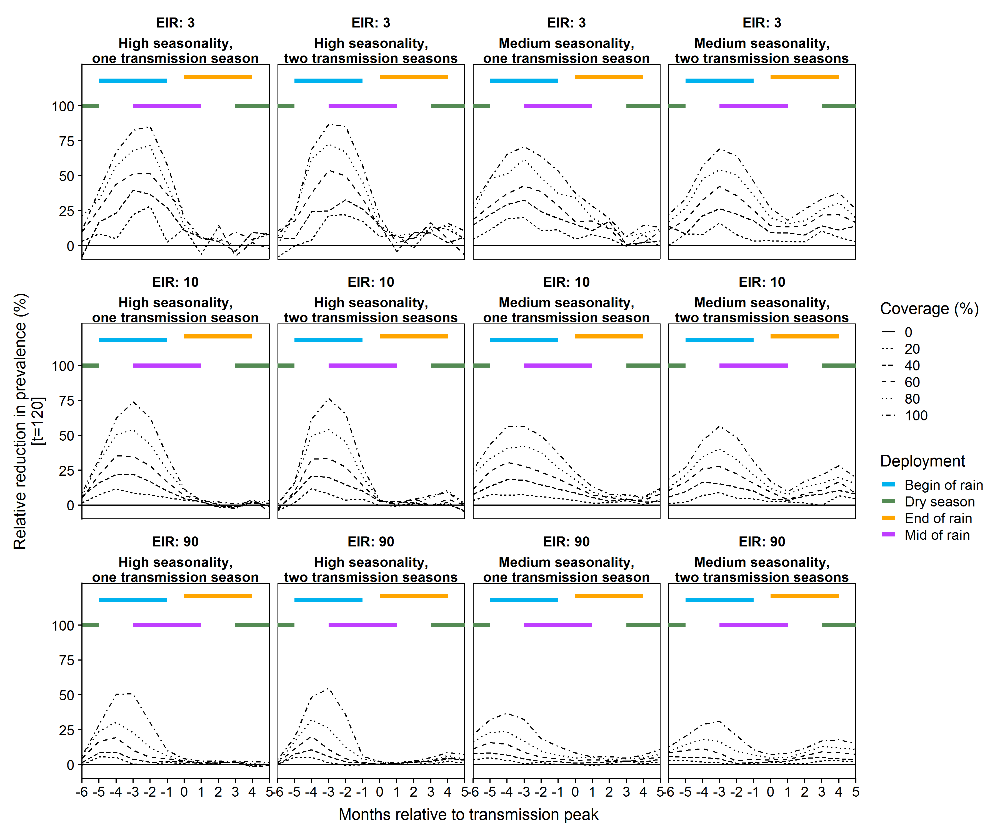 EIR: 3 EIR: 3 EIR: 3 EIR: 3
High seasonality, High seasonality, Medium seasonality, Medium seasonality,
one transmission season two transmission seasons one transmission season two transmission seasons
100
75
50
25
0
EIR: 10 EIR: 10 EIR: 10 EIR: 10
High seasonality, High seasonality, Medium seasonality, Medium seasonality,
one transmission season two transmission seasons one transmission season two transmission seasons
100
75
50
25
0
EIR: 90 EIR: 90 EIR: 90 EIR: 90
High seasonality, High seasonality, Medium seasonality, Medium seasonality,
one transmission season two transmission seasons one transmission season two transmission seasons
100
75
50
25
0
-6 -5 -4 -3 -2 -1 0 1 2 3 4 5 -6 -5 -4 -3 -2 -1 0 1 2 3 4 5 -6 -5 -4 -3 -2 -1 0 1 2 3 4 5 -6 -5 -4 -3 -2 -1 0 1 2 3 4 5
Months relative to transmission peak
Relative reduction in prevalence (%)
[t=120]
Coverage (%)
0
20
40
60
80
100
Deployment
Begin of rain
Dry season
End of rain
Mid of rain